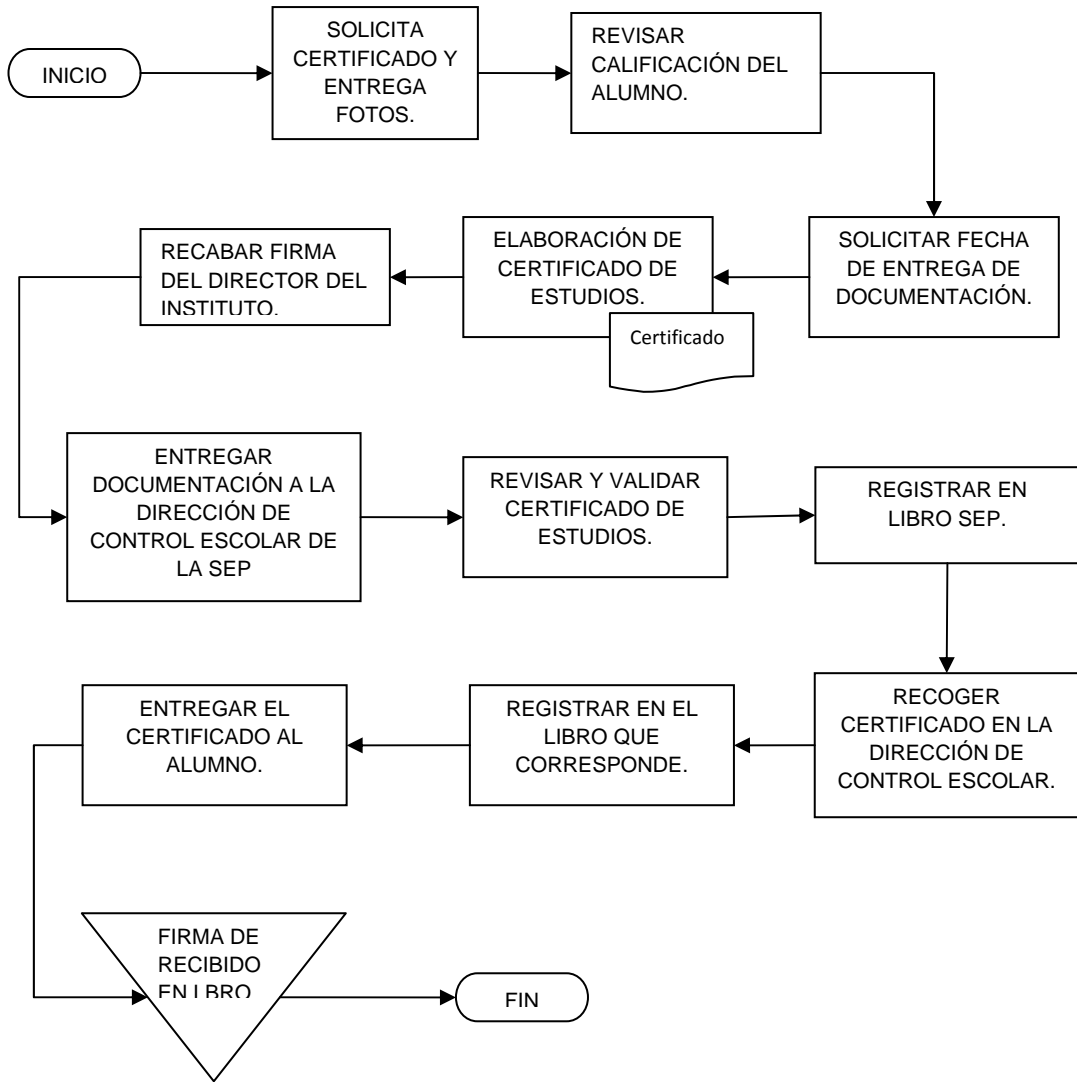 INICIO
SOLICITA
CERTIFICADO Y
ENTREGA
FOTOS.
REVISAR
CALIFICACIÓN DEL
ALUMNO.
SOLICITAR FECHA
DE ENTREGA DE
DOCUMENTACIÓN.
ELABORACIÓN DE
CERTIFICADO DE
ESTUDIOS.
Certificado
RECABAR FIRMA
DEL DIRECTOR DEL
INSTITUTO.
ENTREGAR
DOCUMENTACIÓN A LA
DIRECCIÓN DE
CONTROL ESCOLAR DE
LA SEP
REVISAR Y VALIDAR
CERTIFICADO DE
ESTUDIOS.
REGISTRAR EN
LIBRO SEP.
RECOGER
CERTIFICADO EN LA
DIRECCIÓN DE
CONTROL ESCOLAR.
REGISTRAR EN EL
LIBRO QUE
CORRESPONDE.
ENTREGAR EL
CERTIFICADO AL
ALUMNO.
FIRMA DE
RECIBIDO
EN LBRO
FIN